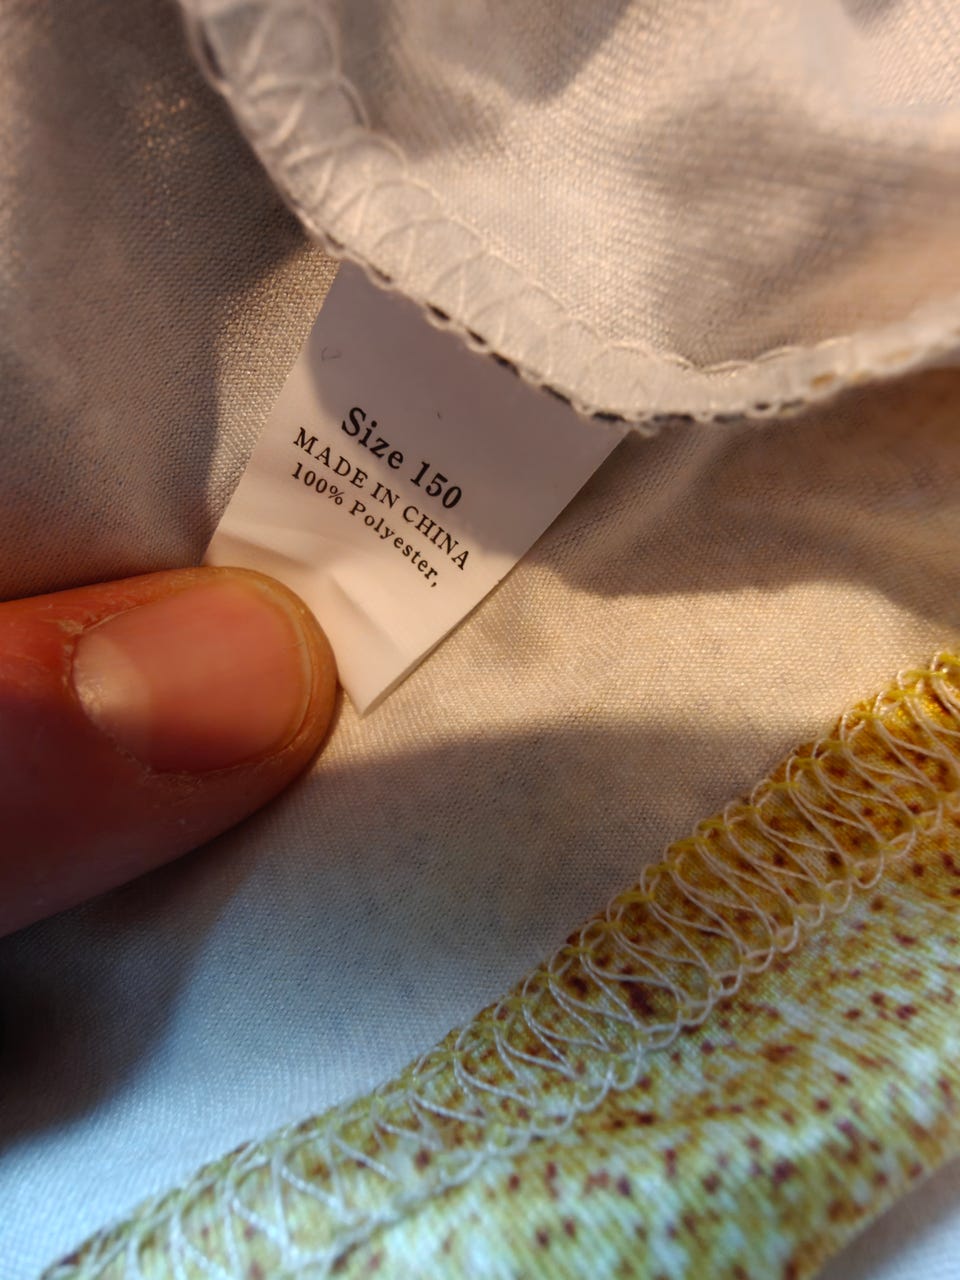 Size 150
MADE IN CHINA
100% Polyester,